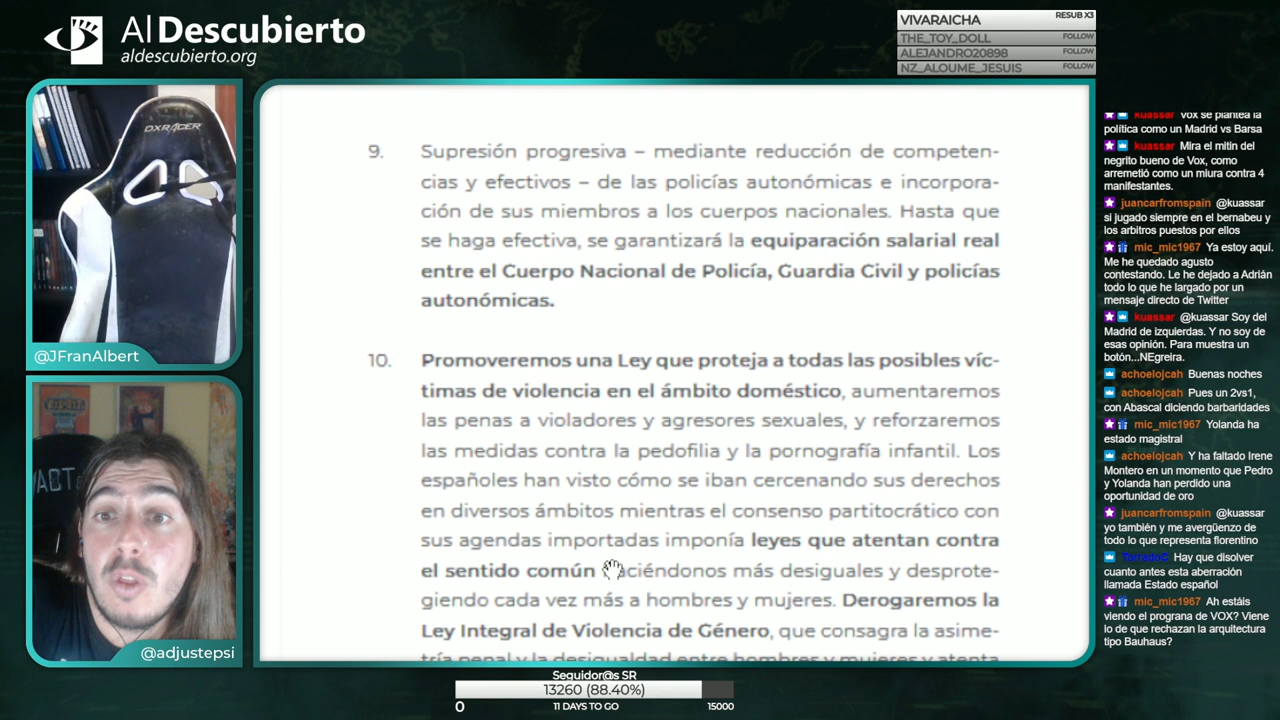 Al Descubierto
aldescubierto.org
VIVARAICHA RESUB X3
THE_TOY_DOLL FOLLOW
ALEJANDRO20898 FOLLOW
NZ_ALOUME_JESUIS FOLLOW
DXRACER
@JFranAlbert
@adjustepsi
9. Supresión progresiva – mediante reducción de competen-
cias y efectivos – de las policías autonómicas e incorpora-
ción de sus miembros a los cuerpos nacionales. Hasta que
se haga efectiva, se garantizará la equiparación salarial real
entre el Cuerpo Nacional de Policía, Guardia Civil y policías
autonómicas.
10. Promoveremos una Ley que proteja a todas las posibles víc-
timas de violencia en el ámbito doméstico, aumentaremos
las penas a violadores y agresores sexuales, y reforzaremos
las medidas contra la pedofilia y la pornografía infantil. Los
españoles han visto cómo se iban cercenando sus derechos
en diversos ámbitos mientras el consenso partitocrático con
sus agendas importadas imponía leyes que atentan contra
el sentido común haciéndonos más desiguales y desprote-
giendo cada vez más a hombres y mujeres. Derogaremos la
Ley Integral de Violencia de Género, que consagra la asime-
tría penal y la desigualdad entre hombres y mujeres y atenta
kuassar Vox se plantea la
política como un Madrid vs Barsa
kuassar Mira el mitin del
negrito bueno de Vox, como
arremetió como un miura contra 4
manifestantes.
juancarfromspain @kuassar
si jugado siempre en el bernabeu y
los arbitros puestos por ellos
mic_mic1967 Ya estoy aquí.
Me he quedado agusto
contestando. Le he dejado a Adrián
todo lo que he largado por un
mensaje directo de Twitter
kuassar @kuassar Soy del
Madrid de izquierdas. Y no soy de
esas opinión. Para muestra un
botón...NEgreira.
achoelojcah Buenas noches
achoelojcah Pues un 2vs1,
con Abascal diciendo barbaridades
mic_mic1967 Yolanda ha
estado magistral
achoelojcah Y ha faltado Irene
Montero en un momento que Pedro
y Yolanda han perdido una
oportunidad de oro
juancarfromspain @kuassar
yo también y me avergüenzo de
todo lo que representa florentino
Hay que disolver
cuanto antes esta aberración
llamada Estado español
mic_mic1967 Ah estáis
viendo el prograna de VOX? Viene
lo de que rechazan la arquitectura
tipo Bauhaus?
Seguidor@s SR
13260 (88.40%)
0 11 DAYS TO GO 15000